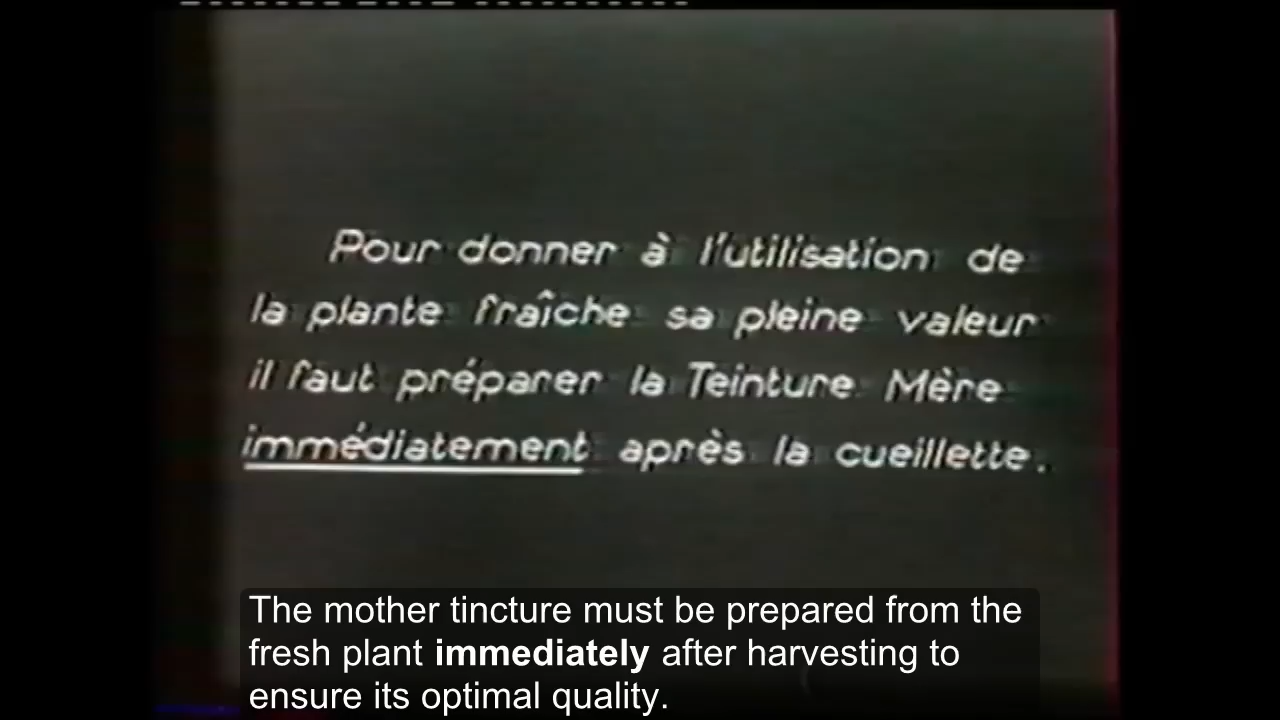 Pour donner à l'utilisation de
la plante fraîche sa pleine valeur
il faut préparer la Teinture Mère
immédiatement après la cueillette.
The mother tincture must be prepared from the
fresh plant immediately after harvesting to
ensure its optimal quality.